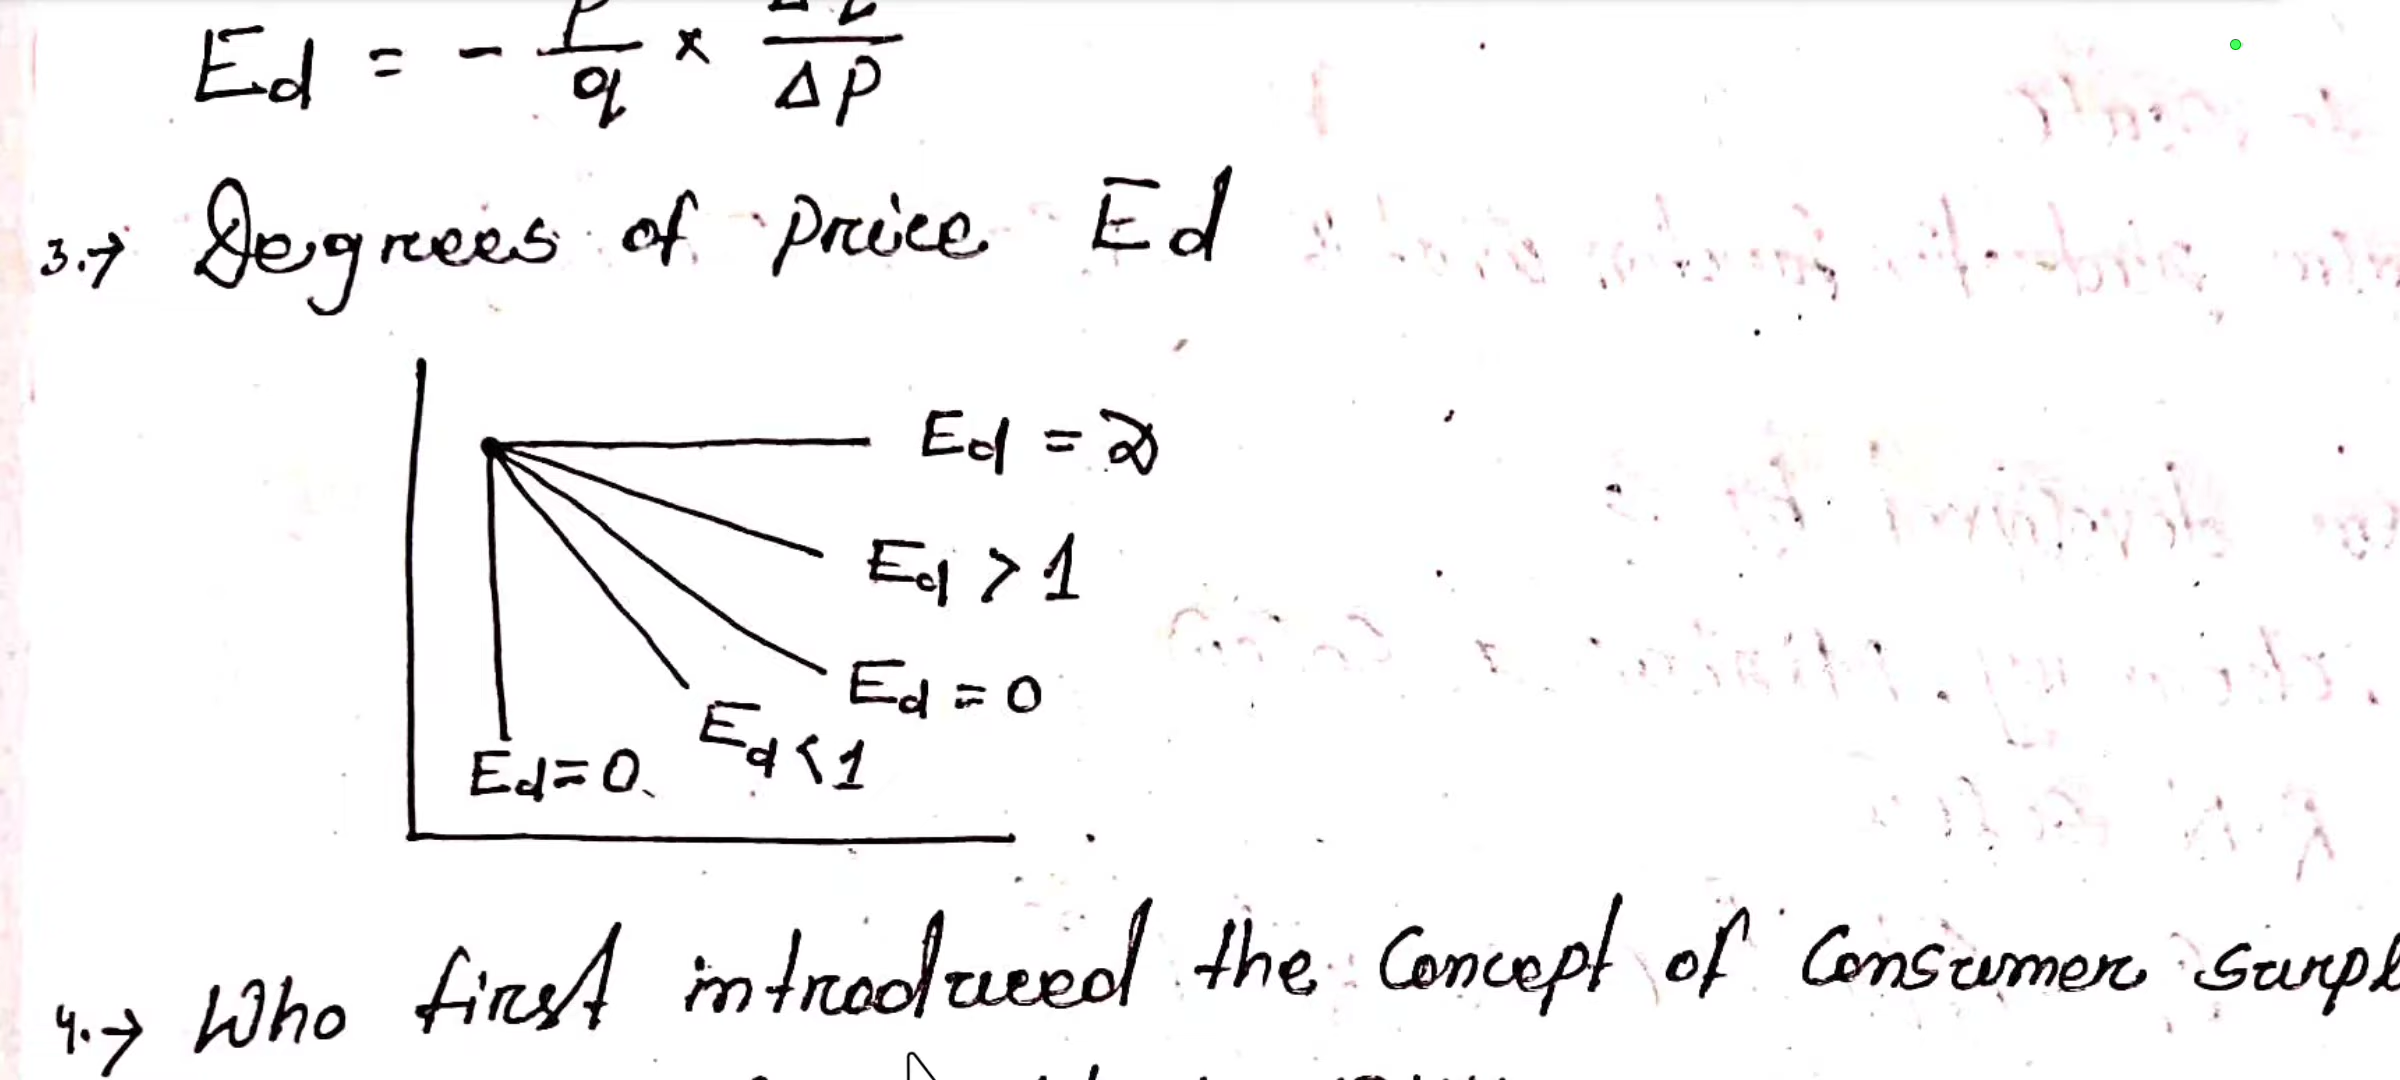 Ed = - p/q × Δq/Δp
3.→ Degrees of price Ed
Ed = ∞
Ed > 1
Ed = 0
Ed < 1
Ed = 0
4.→ Who first introduced the Concept of Consumer surpl